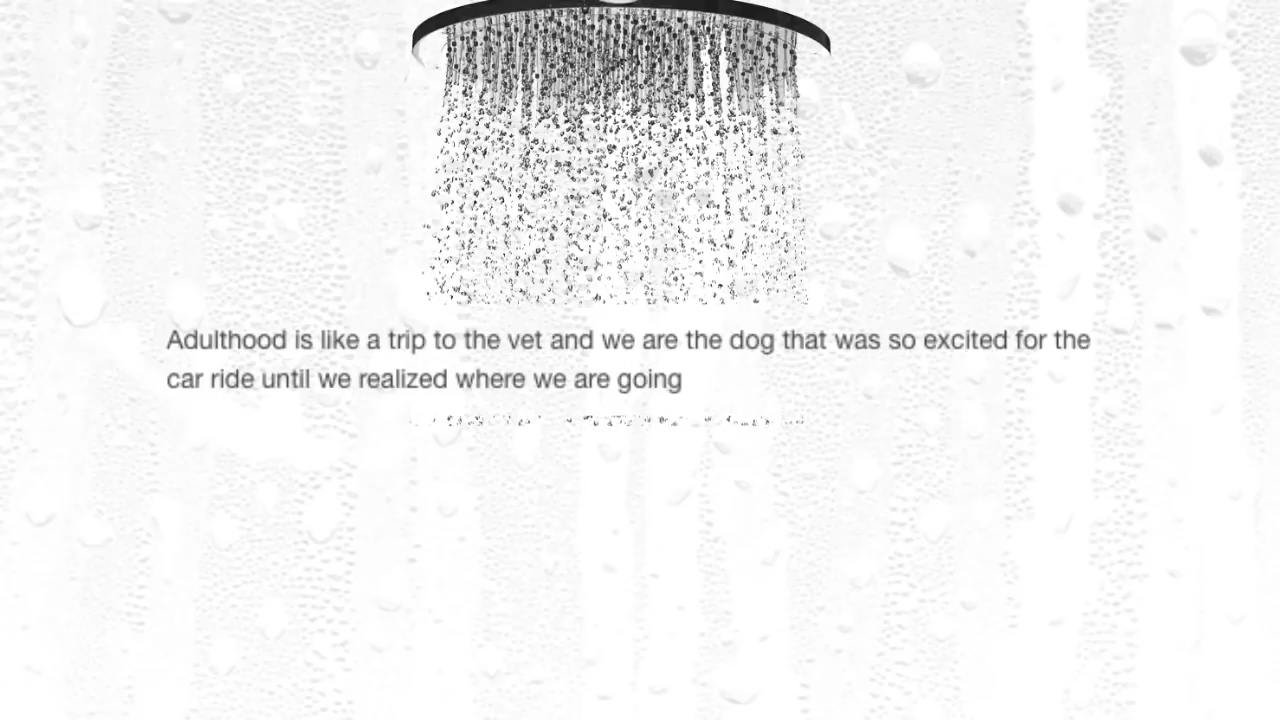 Adulthood is like a trip to the vet and we are the dog that was so excited for the
car ride until we realized where we are going